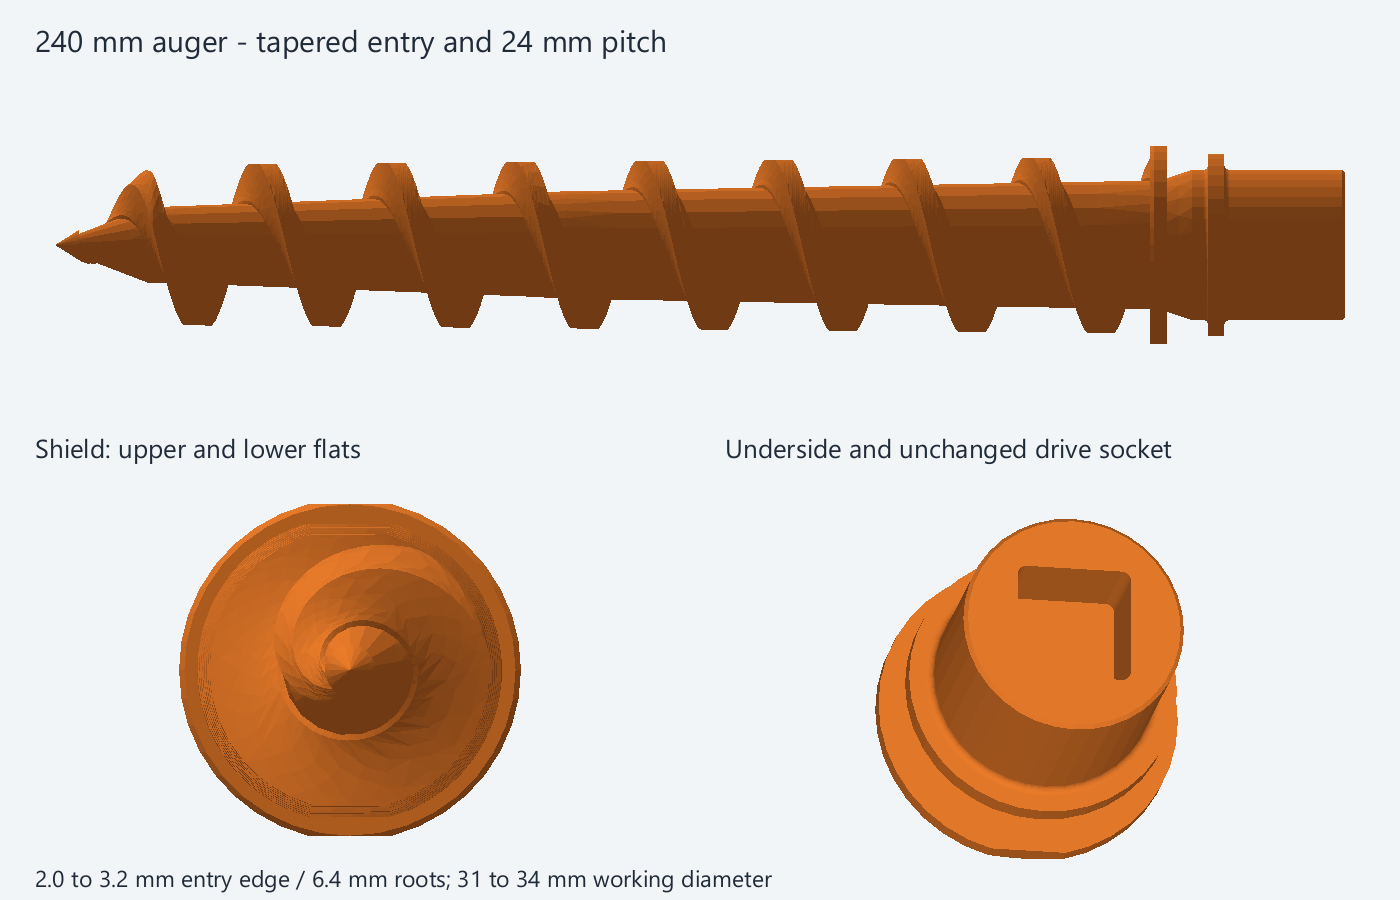 240 mm auger - tapered entry and 24 mm pitch
Shield: upper and lower flats
Underside and unchanged drive socket
2.0 to 3.2 mm entry edge / 6.4 mm roots; 31 to 34 mm working diameter